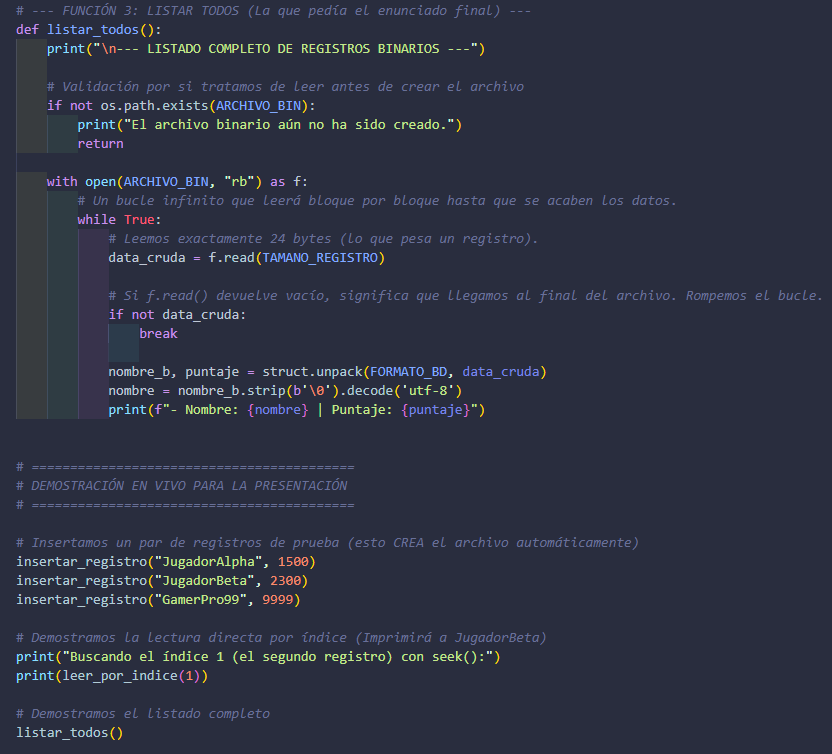 # --- FUNCIÓN 3: LISTAR TODOS (La que pedía el enunciado final) ---
def listar_todos():
    print("\n--- LISTADO COMPLETO DE REGISTROS BINARIOS ---")

    # Validación por si tratamos de leer antes de crear el archivo
    if not os.path.exists(ARCHIVO_BIN):
        print("El archivo binario aún no ha sido creado.")
        return

    with open(ARCHIVO_BIN, "rb") as f:
        # Un bucle infinito que leerá bloque por bloque hasta que se acaben los datos.
        while True:
            # Leemos exactamente 24 bytes (lo que pesa un registro).
            data_cruda = f.read(TAMANO_REGISTRO)

            # Si f.read() devuelve vacío, significa que llegamos al final del archivo. Rompemos el bucle.
            if not data_cruda:
                break

            nombre_b, puntaje = struct.unpack(FORMATO_BD, data_cruda)
            nombre = nombre_b.strip(b'\0').decode('utf-8')
            print(f"- Nombre: {nombre} | Puntaje: {puntaje}")


# ==========================================
# DEMOSTRACIÓN EN VIVO PARA LA PRESENTACIÓN
# ==========================================

# Insertamos un par de registros de prueba (esto CREA el archivo automáticamente)
insertar_registro("JugadorAlpha", 1500)
insertar_registro("JugadorBeta", 2300)
insertar_registro("GamerPro99", 9999)

# Demostramos la lectura directa por índice (Imprimirá a JugadorBeta)
print("Buscando el índice 1 (el segundo registro) con seek():")
print(leer_por_indice(1))

# Demostramos el listado completo
listar_todos()